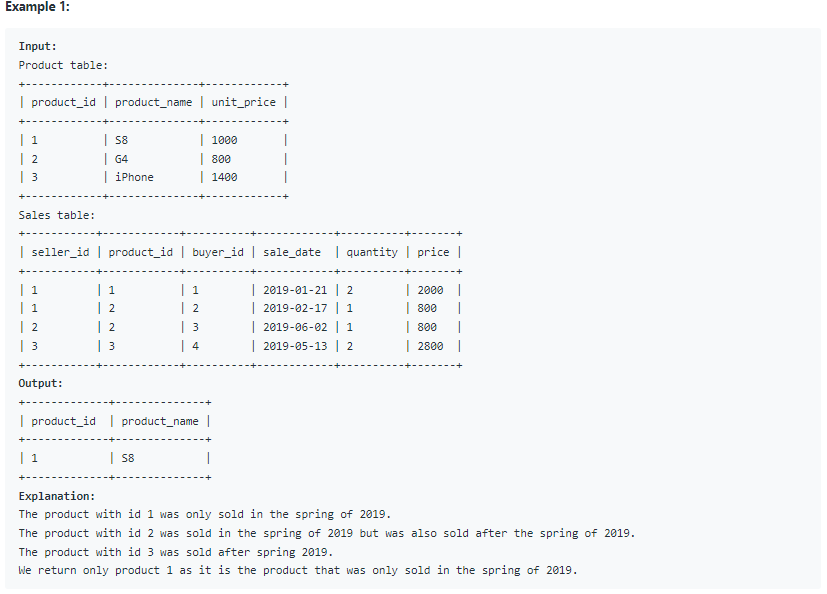 Example 1:
Input:
Product table:
+------------+--------------+------------+
| product_id | product_name | unit_price |
+------------+--------------+------------+
| 1          | S8           | 1000       |
| 2          | G4           | 800        |
| 3          | iPhone       | 1400       |
+------------+--------------+------------+
Sales table:
+-----------+------------+----------+------------+----------+-------+
| seller_id | product_id | buyer_id | sale_date  | quantity | price |
+-----------+------------+----------+------------+----------+-------+
| 1         | 1          | 1        | 2019-01-21 | 2        | 2000  |
| 1         | 2          | 2        | 2019-02-17 | 1        | 800   |
| 2         | 2          | 3        | 2019-06-02 | 1        | 800   |
| 3         | 3          | 4        | 2019-05-13 | 2        | 2800  |
+-----------+------------+----------+------------+----------+-------+
Output:
+-------------+--------------+
| product_id  | product_name |
+-------------+--------------+
| 1           | S8           |
+-------------+--------------+
Explanation:
The product with id 1 was only sold in the spring of 2019.
The product with id 2 was sold in the spring of 2019 but was also sold after the spring of 2019.
The product with id 3 was sold after spring 2019.
We return only product 1 as it is the product that was only sold in the spring of 2019.